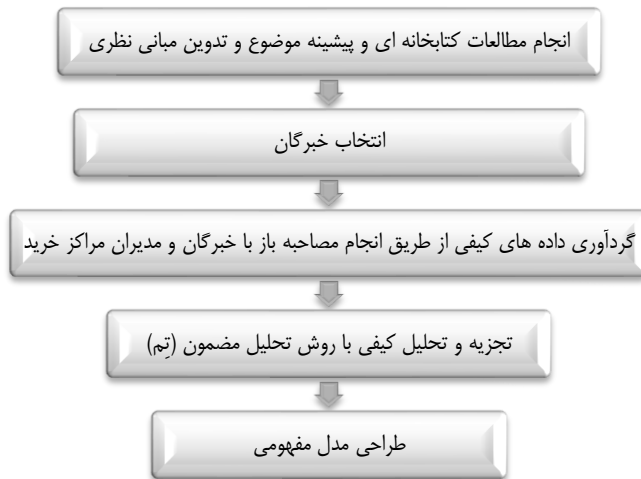 انجام مطالعات کتابخانه ای و پیشینه موضوع و تدوین مبانی نظری
انتخاب خبرگان
گردآوری داده های کیفی از طریق انجام مصاحبه باز با خبرگان و مدیران مراکز خرید
تجزیه و تحلیل کیفی با روش تحلیل مضمون (تِم)
طراحی مدل مفهومی